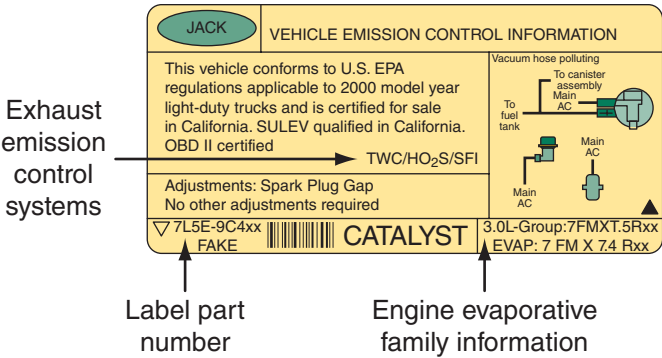 JACK
VEHICLE EMISSION CONTROL INFORMATION
This vehicle conforms to U.S. EPA
regulations applicable to 2000 model year
light-duty trucks and is certified for sale
in California. SULEV qualified in California.
OBD II certified
TWC/HO₂S/SFI
Vacuum hose polluting
To canister
assembly
Main
AC
To
fuel
tank
Main
AC
Main
AC
Adjustments: Spark Plug Gap
No other adjustments required
7L5E-9C4xx
FAKE
CATALYST
3.0L-Group:7FMXT.5Rxx
EVAP: 7 FM X 7.4 Rxx
Exhaust
emission
control
systems
Label part
number
Engine evaporative
family information